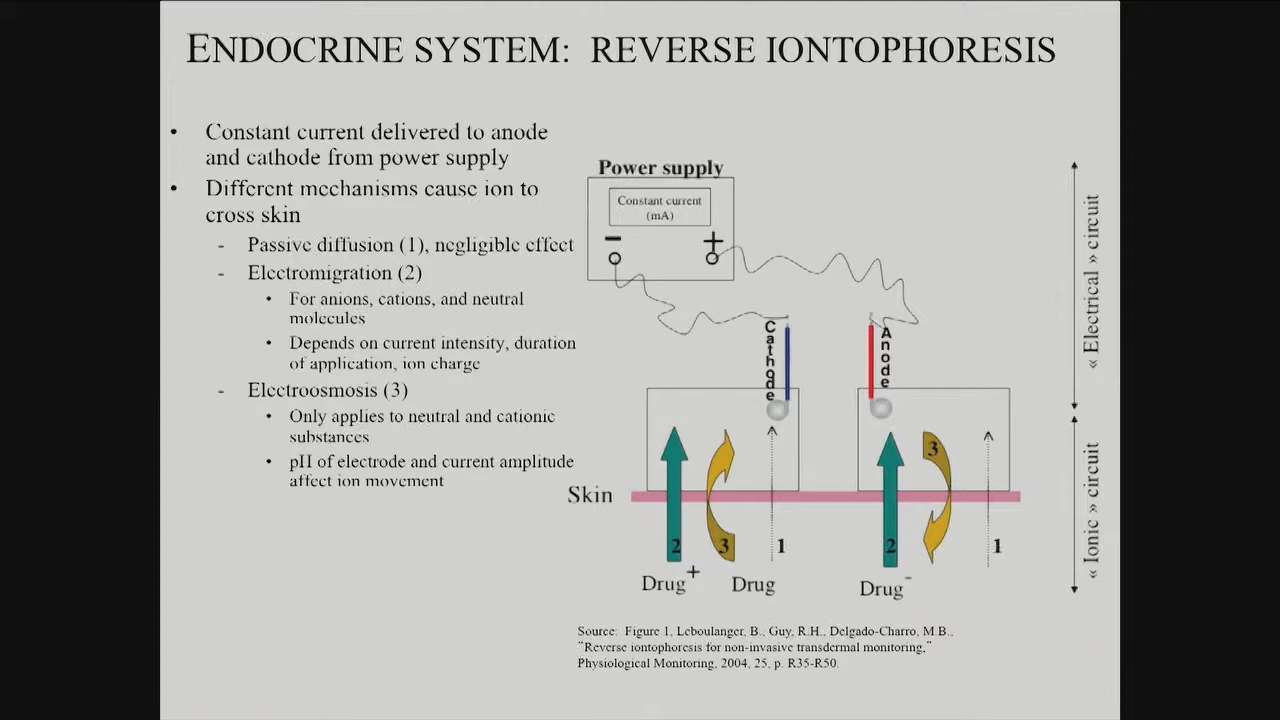 ENDOCRINE SYSTEM: REVERSE IONTOPHORESIS
• Constant current delivered to anode
and cathode from power supply
• Different mechanisms cause ion to
cross skin
- Passive diffusion (1), negligible effect
- Electromigration (2)
• For anions, cations, and neutral
molecules
• Depends on current intensity, duration
of application, ion charge
- Electroosmosis (3)
• Only applies to neutral and cationic
substances
• pH of electrode and current amplitude
affect ion movement
Power supply
Constant current
(mA)
− +
Cathode
Anode
3
Skin
2 3 1 2 1
Drug+ Drug Drug-
« Electrical » circuit
« Ionic » circuit
Source: Figure 1, Leboulanger, B., Guy, R.H., Delgado-Charro, M.B.,
"Reverse iontophoresis for non-invasive transdermal monitoring,"
Physiological Monitoring, 2004, 25, p. R35-R50.